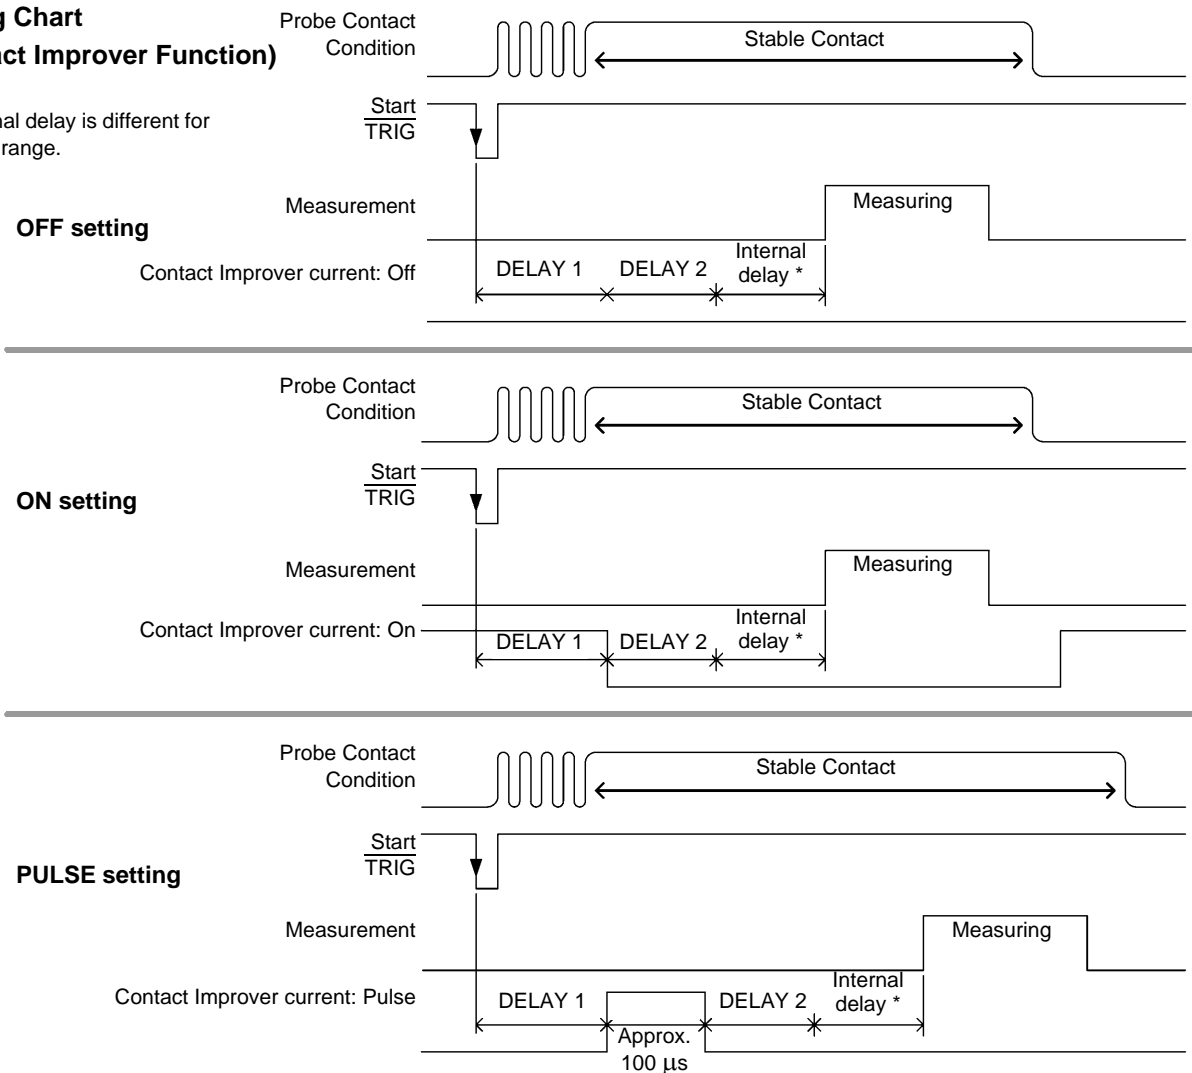 g Chart
ct Improver Function)
nal delay is different for
range.
Probe Contact
Condition
Stable Contact
Start
TRIG
Measurement
Measuring
OFF setting
Contact Improver current: Off
DELAY 1
DELAY 2
Internal
delay *
Probe Contact
Condition
Stable Contact
Start
TRIG
ON setting
Measurement
Measuring
Contact Improver current: On
DELAY 1
DELAY 2
Internal
delay *
Probe Contact
Condition
Stable Contact
Start
TRIG
PULSE setting
Measurement
Measuring
Contact Improver current: Pulse
DELAY 1
DELAY 2
Internal
delay *
Approx.
100 μs